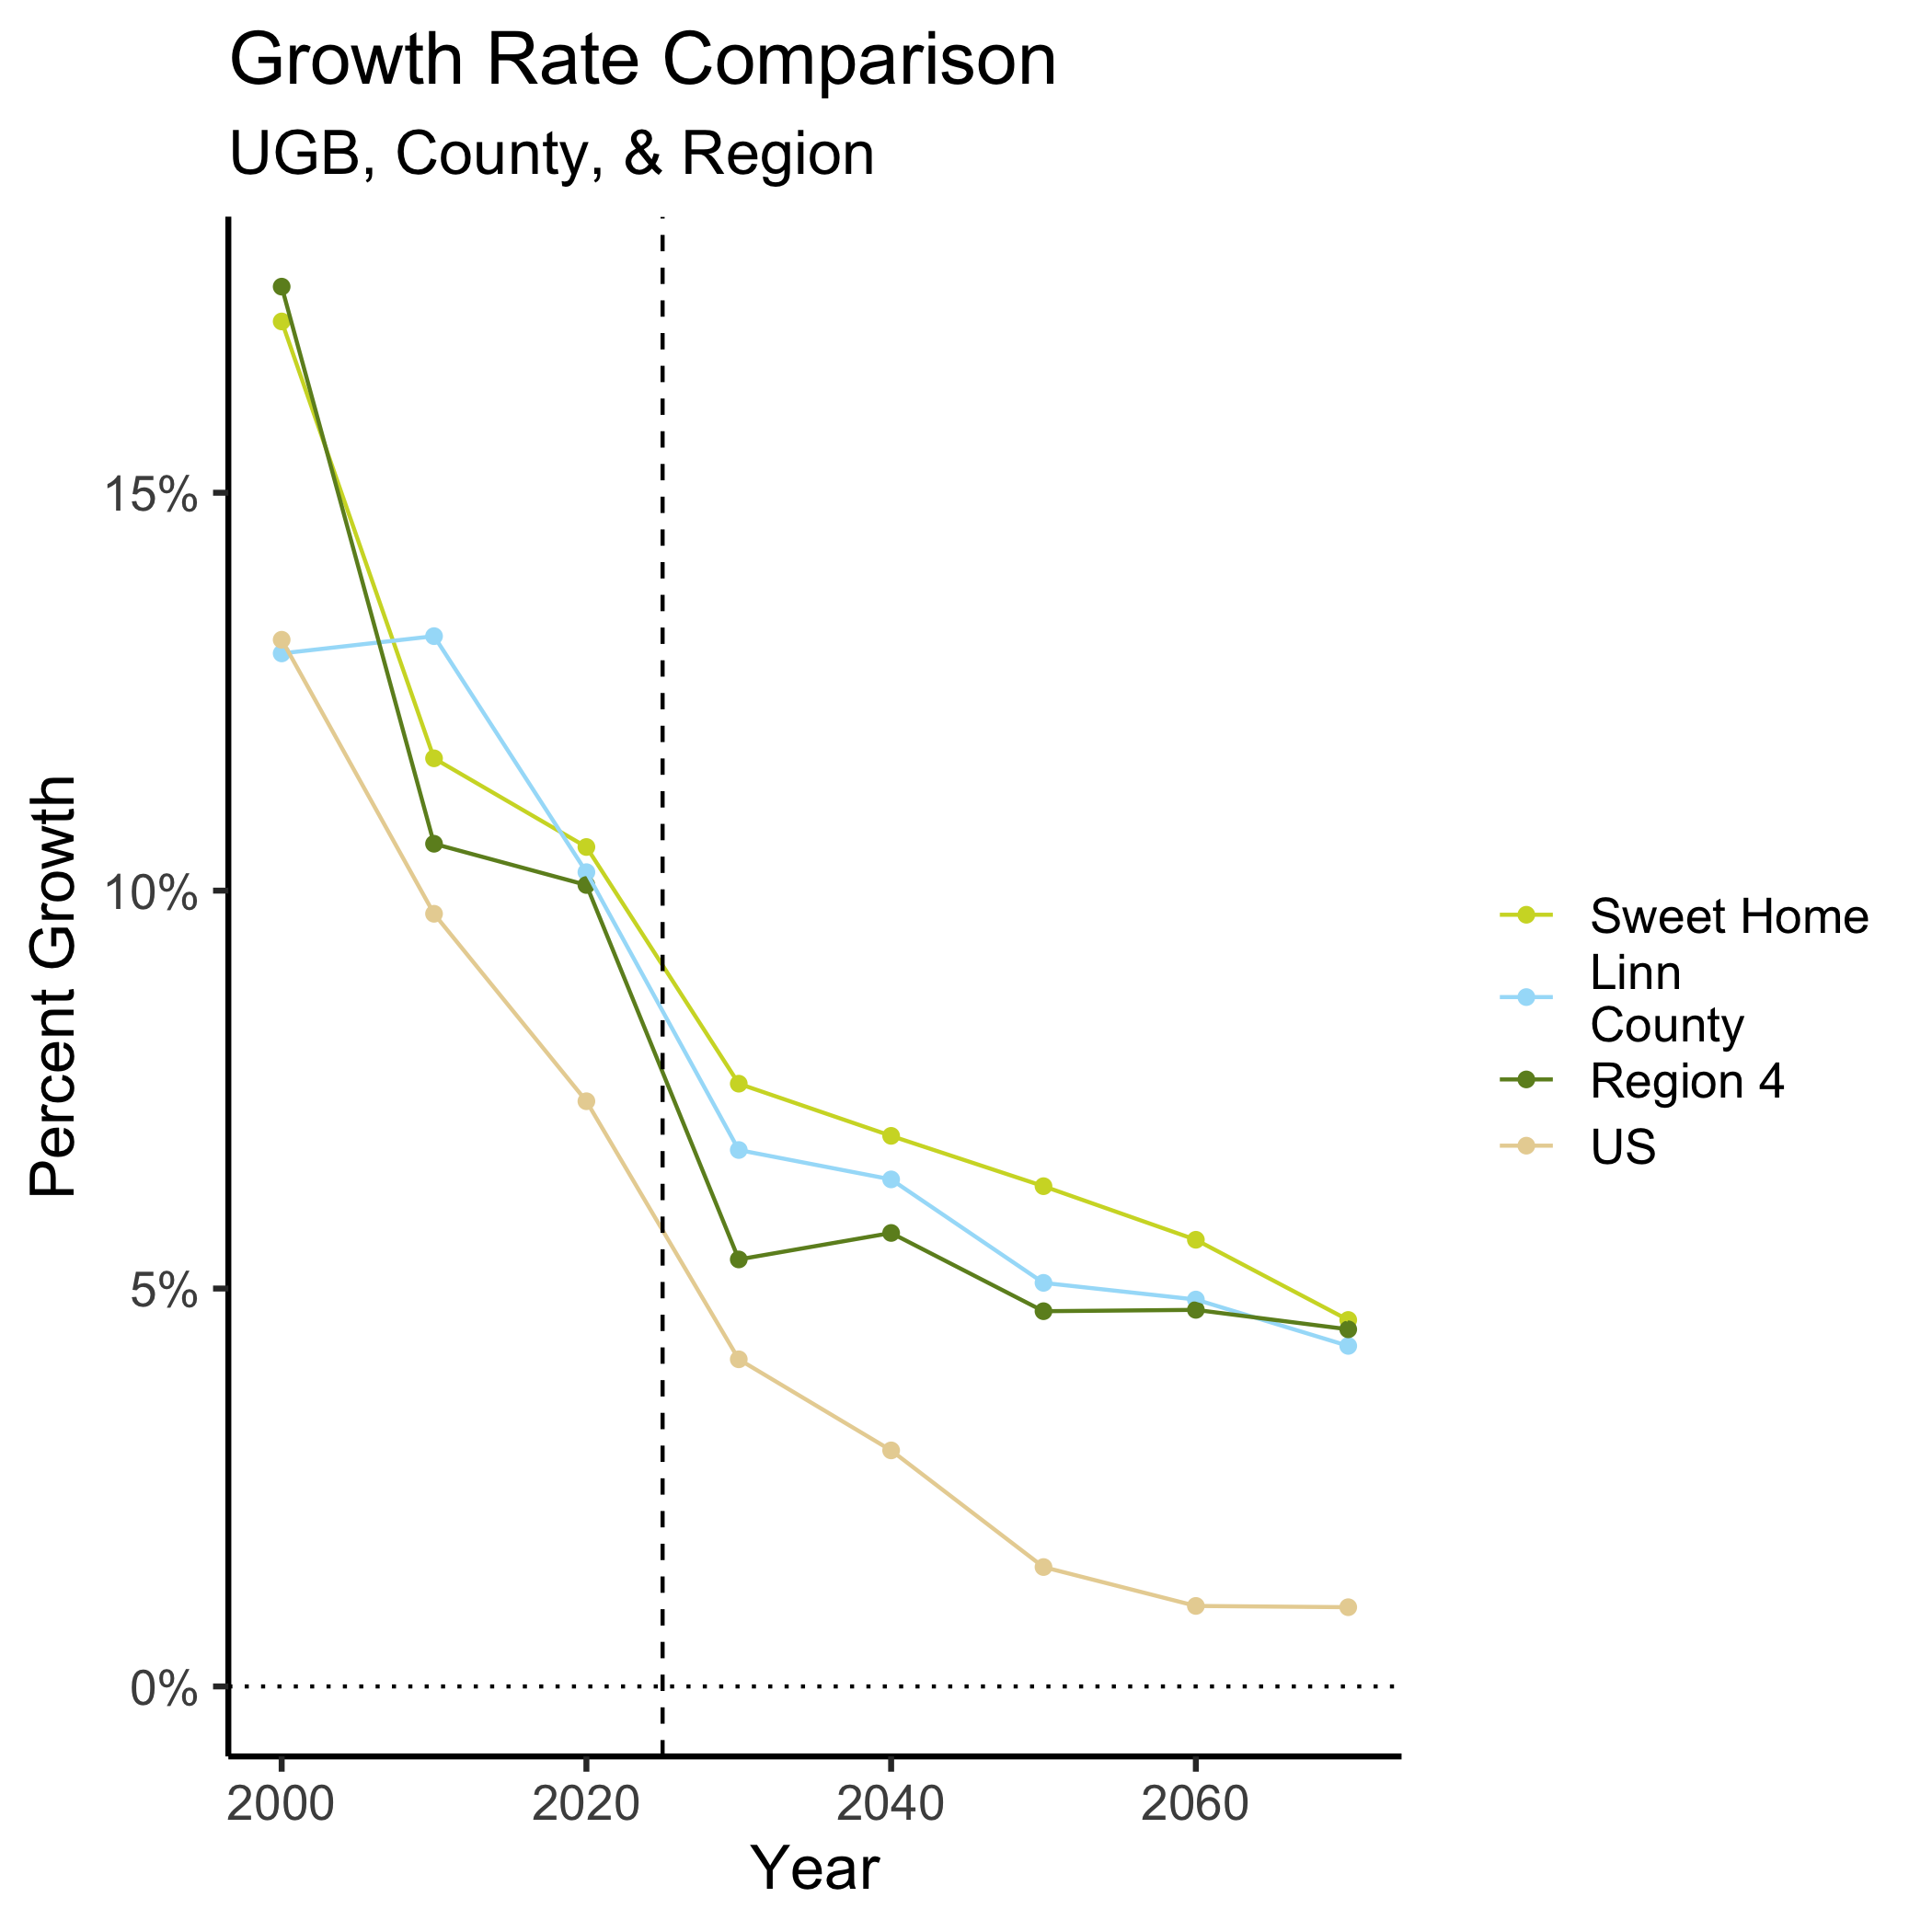 Growth Rate Comparison
UGB, County, & Region
Percent Growth
15%
10%
5%
0%
2000
2020
2040
2060
Year
Sweet Home
Linn
County
Region 4
US